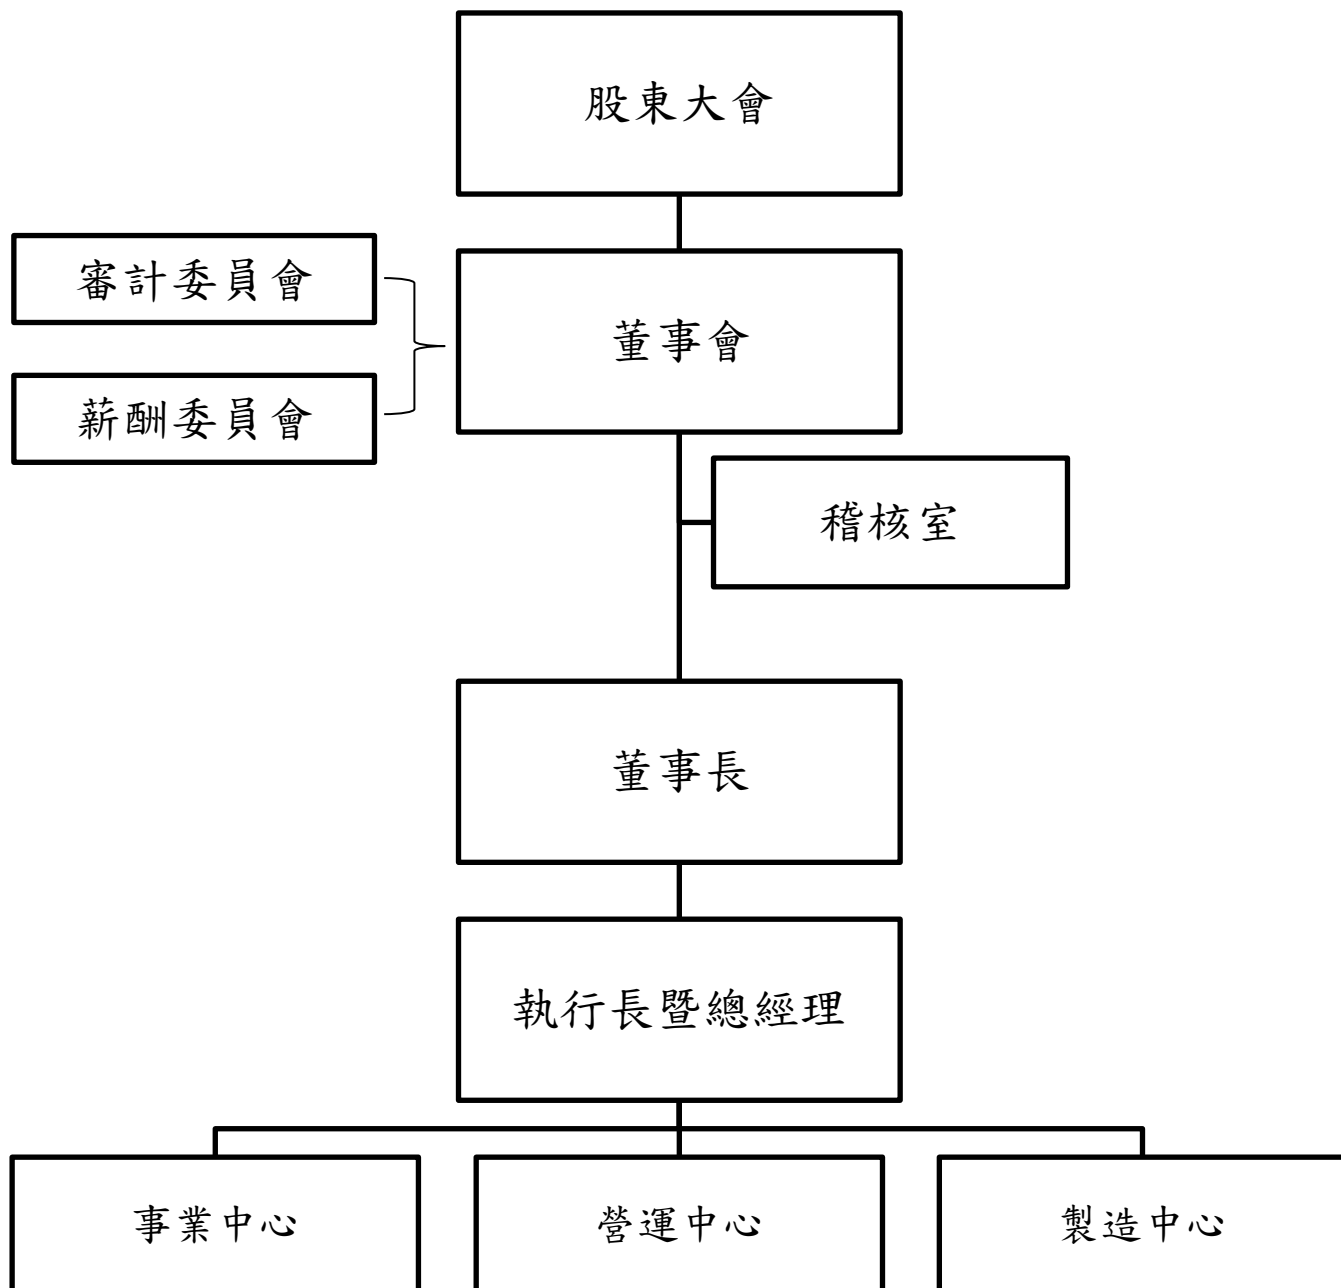 股東大會
審計委員會
董事會
薪酬委員會
稽核室
董事長
執行長暨總經理
事業中心
營運中心
製造中心